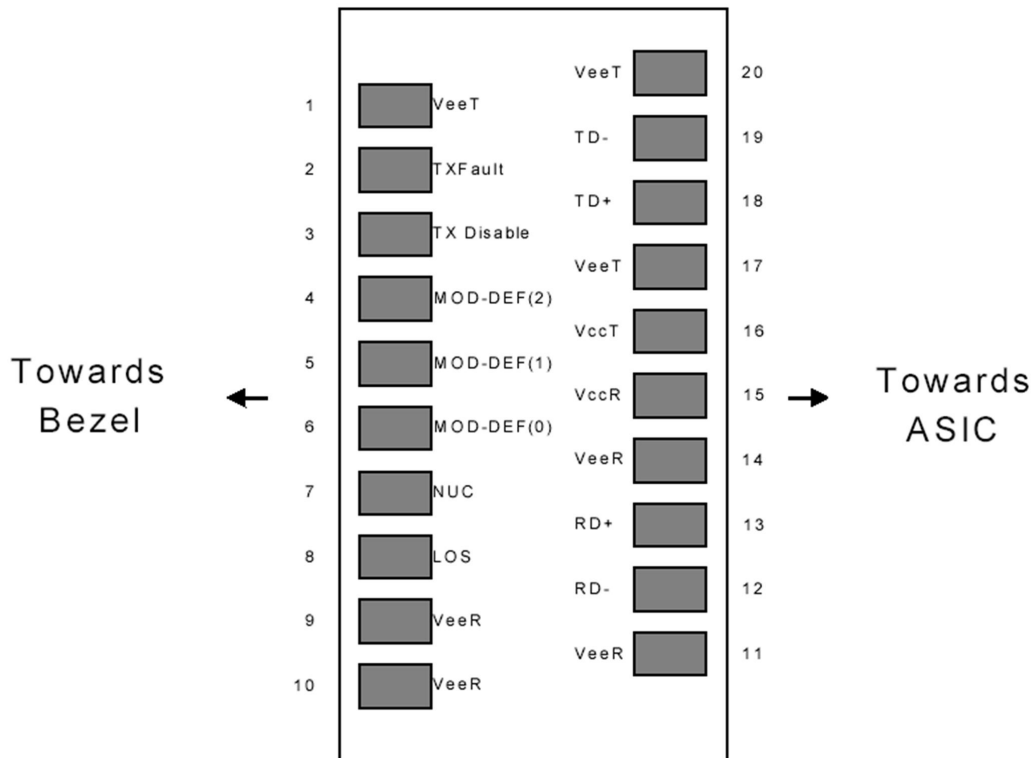 VeeT 20
1 VeeT
TD- 19
2 TXFault
TD+ 18
3 TX Disable
VeeT 17
4 MOD-DEF(2)
VccT 16
5 MOD-DEF(1)
Towards
Bezel
VccR 15
Towards
ASIC
6 MOD-DEF(0)
VeeR 14
7 NUC
RD+ 13
8 LOS
RD- 12
9 VeeR
VeeR 11
10 VeeR